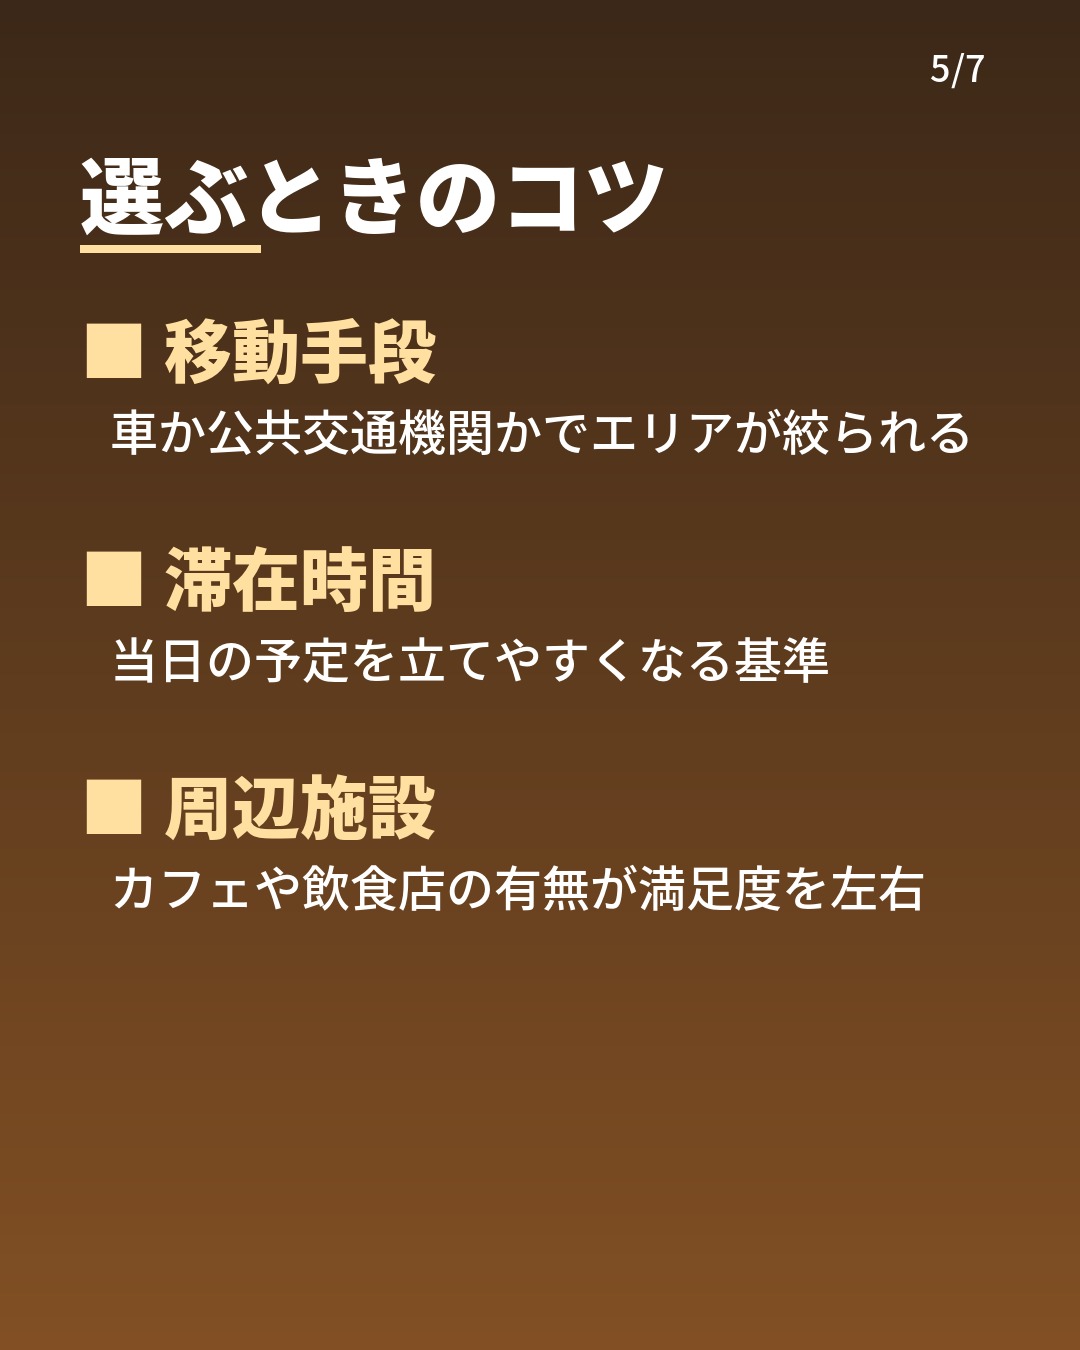 5/7
選ぶときのコツ
■ 移動手段
車か公共交通機関かでエリアが絞られる
■ 滞在時間
当日の予定を立てやすくなる基準
■ 周辺施設
カフェや飲食店の有無が満足度を左右